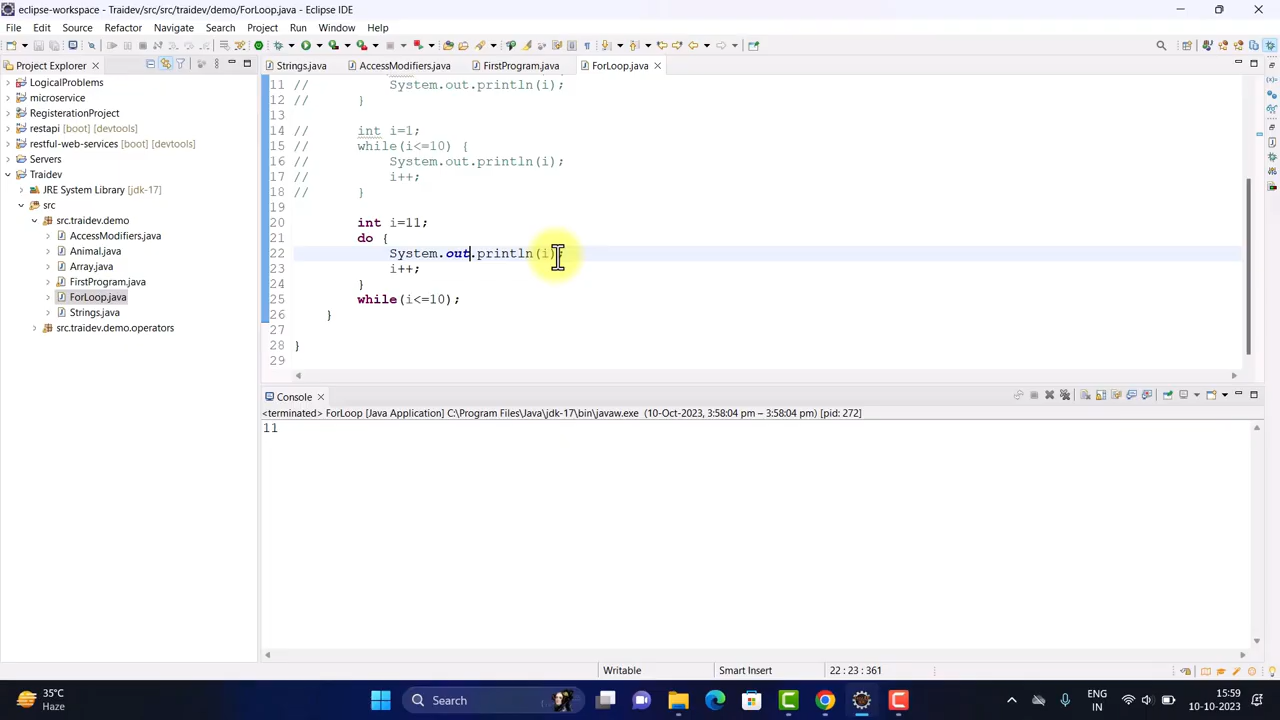 eclipse-workspace - Traidev/src/src/traidev/demo/ForLoop.java - Eclipse IDE
File Edit Source Refactor Navigate Search Project Run Window Help
Project Explorer
Strings.java AccessModifiers.java FirstProgram.java ForLoop.java
LogicalProblems
microservice
RegisterationProject
restapi [boot] [devtools]
restful-web-services [boot] [devtools]
Servers
Traidev
JRE System Library [jdk-17]
src
src.traidev.demo
AccessModifiers.java
Animal.java
Array.java
FirstProgram.java
ForLoop.java
Strings.java
src.traidev.demo.operators
11 // System.out.println(i);
12 // }
13
14 // int i=1;
15 // while(i<=10) {
16 // System.out.println(i);
17 // i++;
18 // }
19
20 int i=11;
21 do {
22 System.out.println(i);
23 i++;
24 }
25 while(i<=10);
26 }
27
28 }
29
Console
<terminated> ForLoop [Java Application] C:\Program Files\Java\jdk-17\bin\javaw.exe (10-Oct-2023, 3:58:04 pm – 3:58:04 pm) [pid: 272]
11
Writable Smart Insert 22 : 23 : 361
35°C
Haze
Search
ENG
IN
15:59
10-10-2023